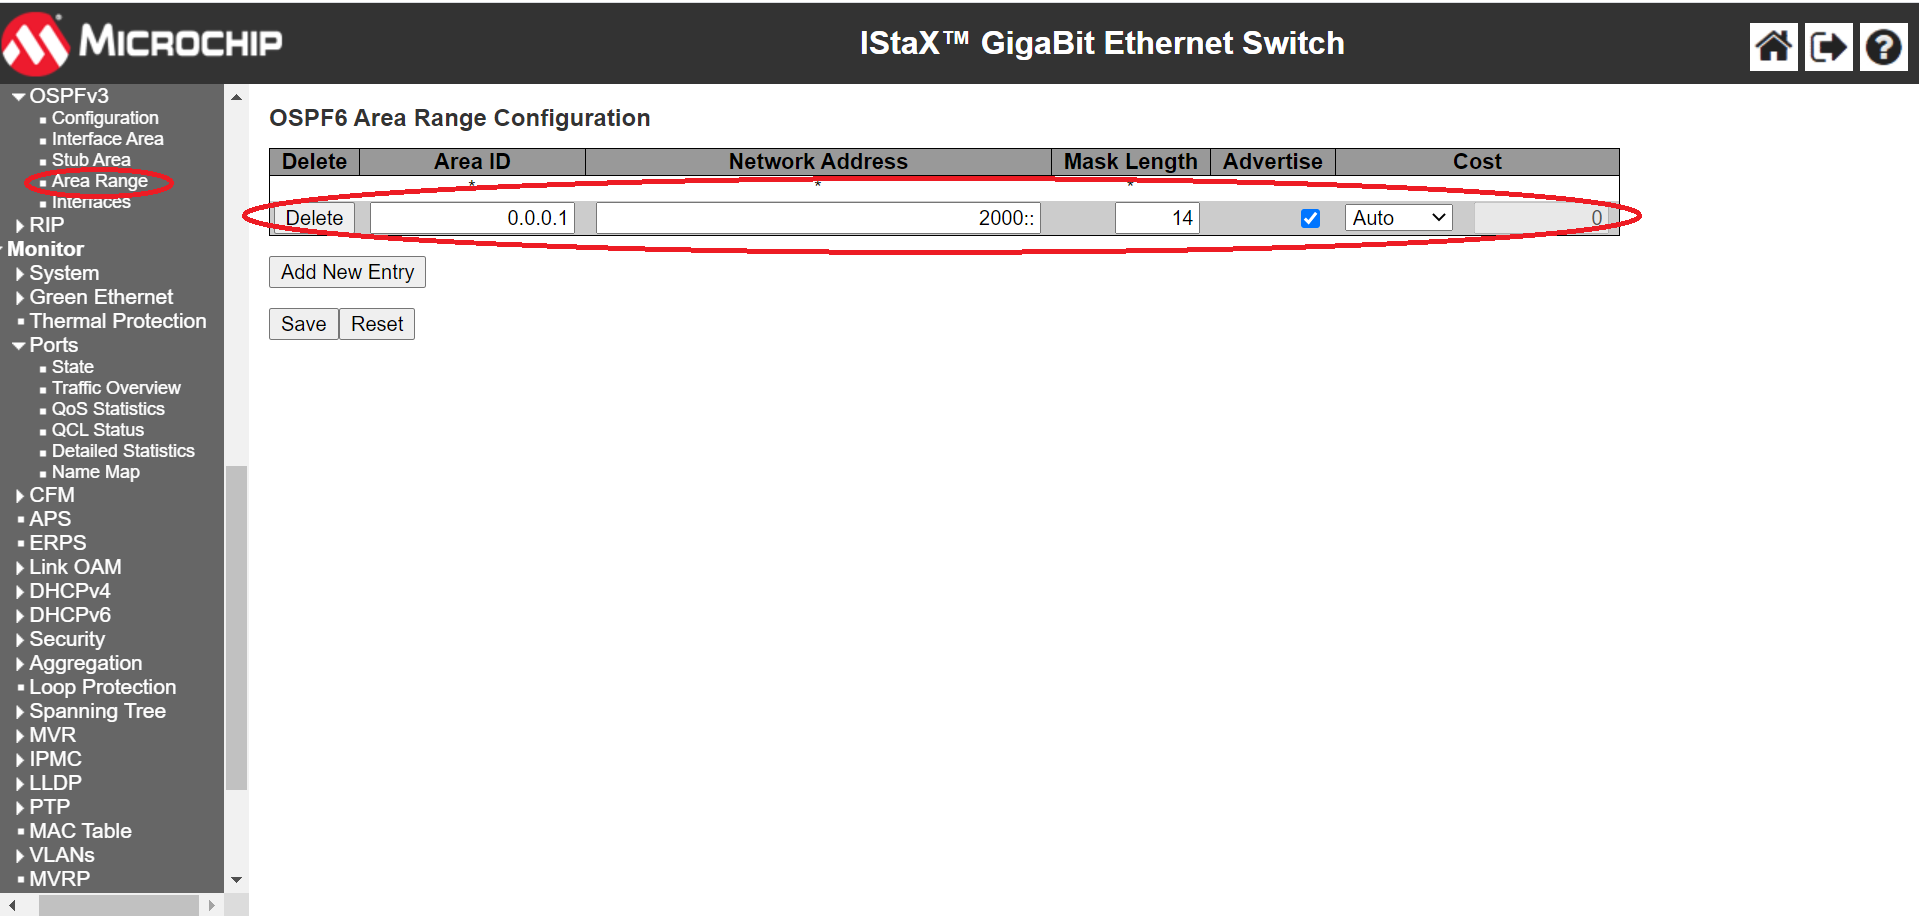 MICROCHIP
IStaX™ GigaBit Ethernet Switch
OSPFv3
Configuration
Interface Area
Stub Area
Area Range
Interfaces
RIP
Monitor
System
Green Ethernet
Thermal Protection
Ports
State
Traffic Overview
QoS Statistics
QCL Status
Detailed Statistics
Name Map
CFM
APS
ERPS
Link OAM
DHCPv4
DHCPv6
Security
Aggregation
Loop Protection
Spanning Tree
MVR
IPMC
LLDP
PTP
MAC Table
VLANs
MVRP
OSPF6 Area Range Configuration
Delete Area ID Network Address Mask Length Advertise Cost
* * *
Delete 0.0.0.1 2000:: 14 Auto 0
Add New Entry
Save Reset